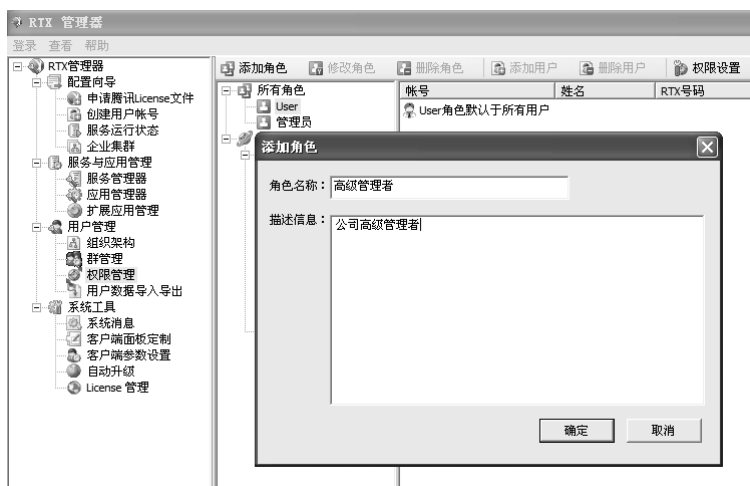 RTX 管理器
登录 查看 帮助
RTX管理器
配置向导
申请腾讯License文件
创建用户帐号
服务运行状态
企业集群
服务与应用管理
服务管理器
应用管理器
扩展应用管理
用户管理
组织架构
群管理
权限管理
用户数据导入导出
系统工具
系统消息
客户端面板定制
客户端参数设置
自动升级
License 管理
添加角色 修改角色 删除角色 添加用户 删除用户 权限设置
所有角色
User
管理员
帐号 姓名 RTX号码
User角色默认于所有用户
添加角色
角色名称： 高级管理者
描述信息： 公司高级管理者
确定 取消